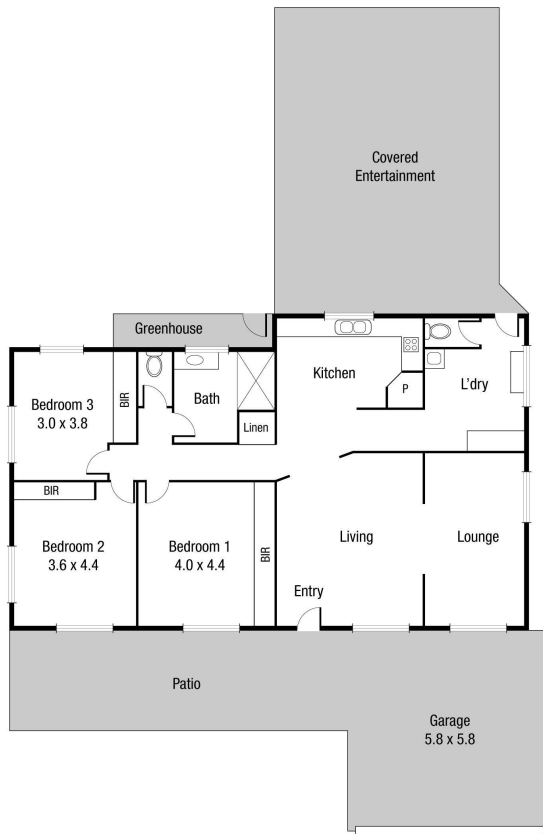 Covered
Entertainment
Greenhouse
Kitchen
P
L'dry
Bath
Linen
Bedroom 3
3.0 x 3.8
BIR
BIR
Bedroom 2
3.6 x 4.4
Bedroom 1
4.0 x 4.4
BIR
Living
Lounge
Entry
Patio
Garage
5.8 x 5.8